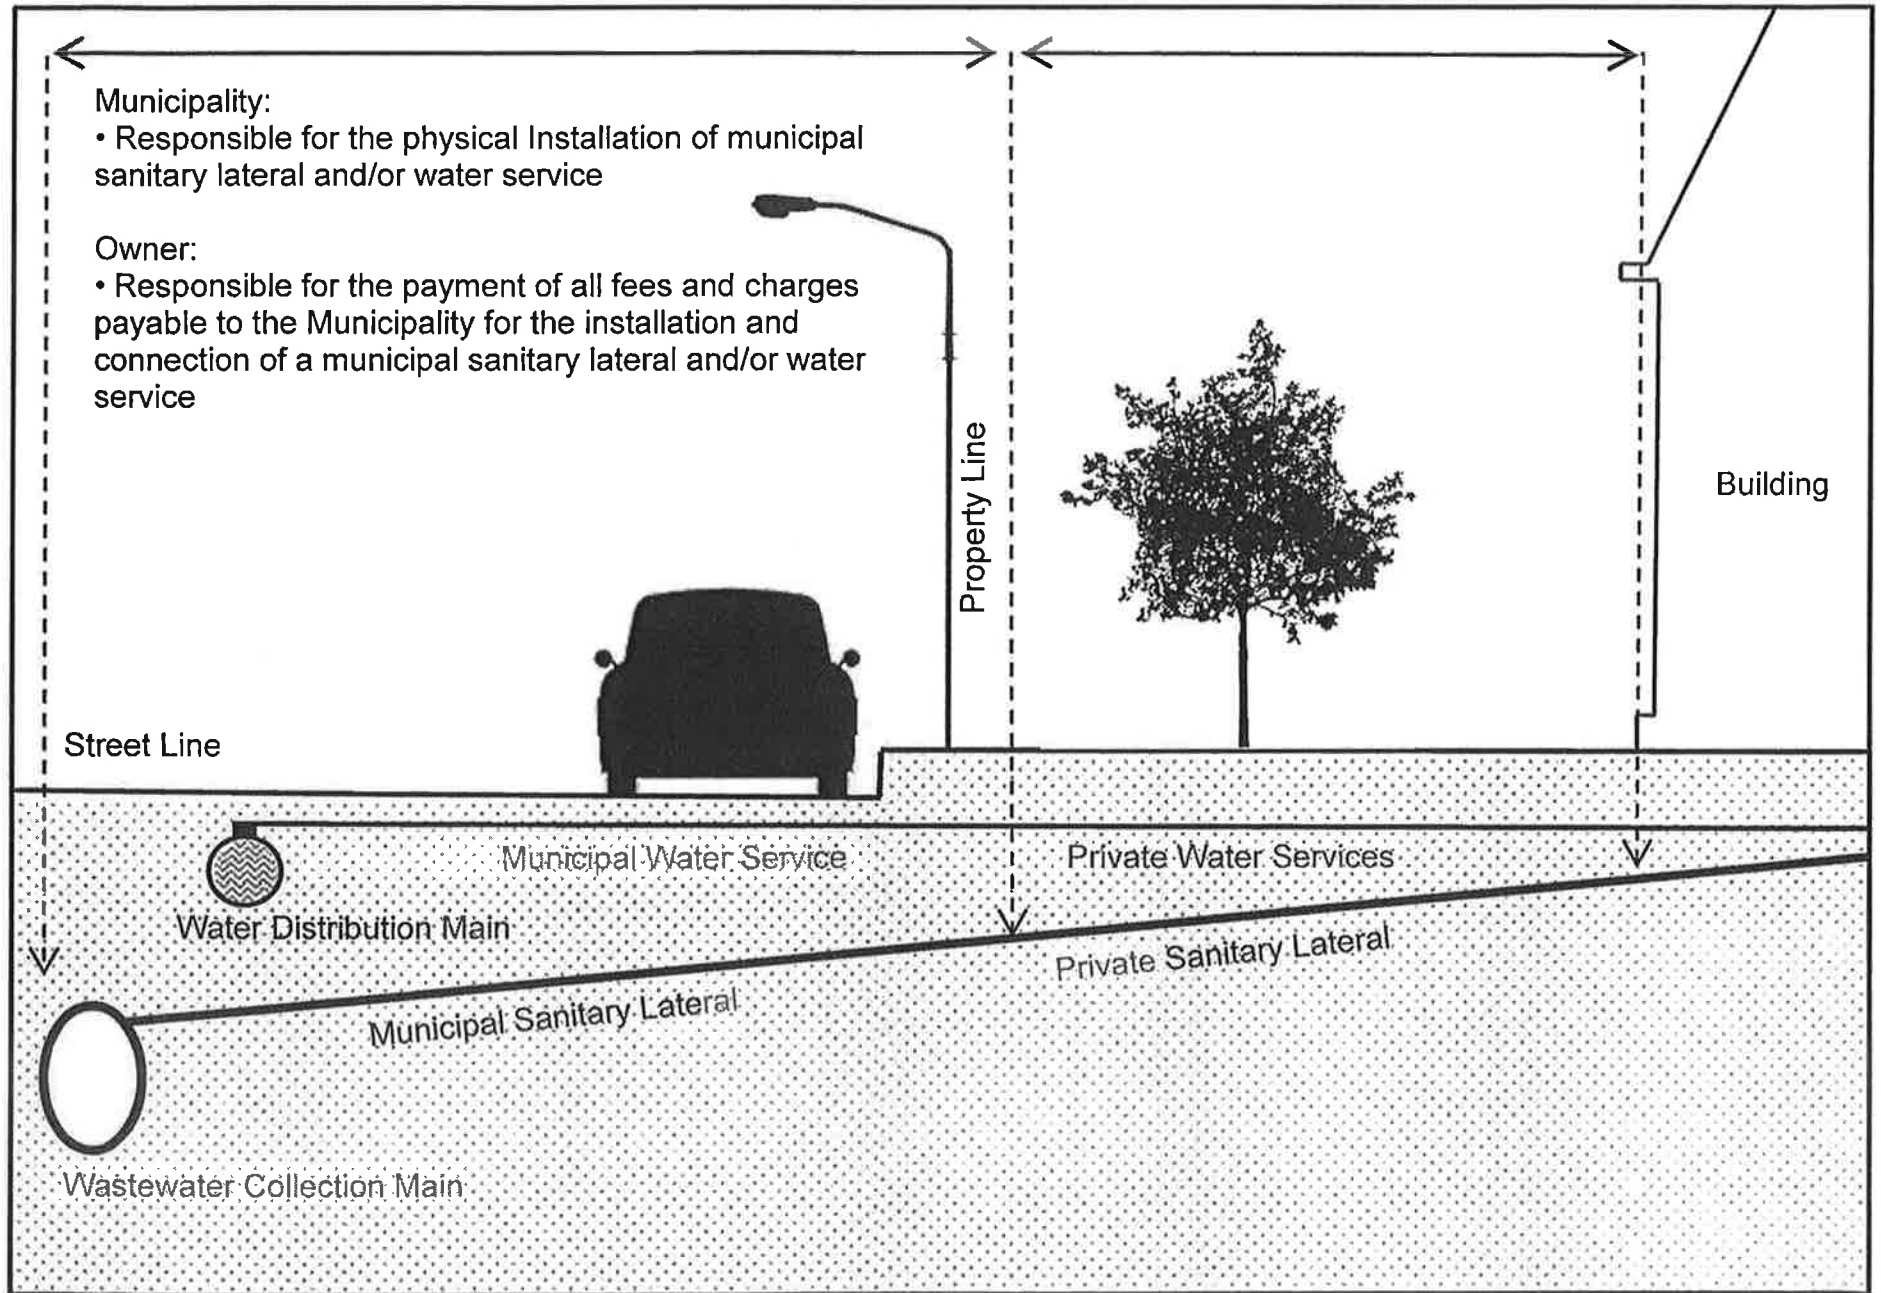 Municipality:
• Responsible for the physical Installation of municipal
sanitary lateral and/or water service
Owner:
• Responsible for the payment of all fees and charges
payable to the Municipality for the installation and
connection of a municipal sanitary lateral and/or water
service
Property Line
Building
Street Line
Municipal Water Service
Private Water Services
Water Distribution Main
Private Sanitary Lateral
Municipal Sanitary Lateral
Wastewater Collection Main